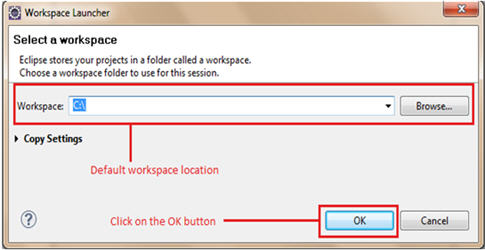 Workspace Launcher
Select a workspace
Eclipse stores your projects in a folder called a workspace.
Choose a workspace folder to use for this session.
Workspace: C:\ Browse...
Copy Settings
Default workspace location
Click on the OK button OK Cancel